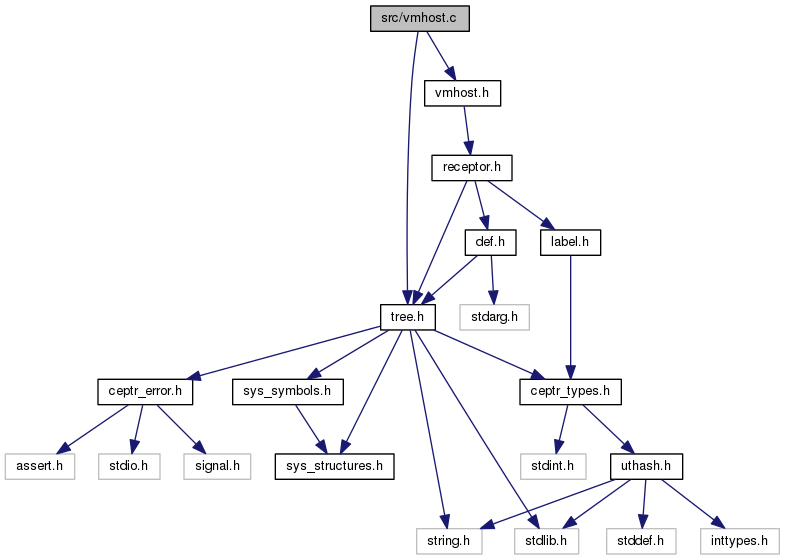 src/vmhost.c
vmhost.h
receptor.h
def.h
label.h
tree.h
stdarg.h
ceptr_error.h
sys_symbols.h
ceptr_types.h
assert.h
stdio.h
signal.h
sys_structures.h
stdint.h
uthash.h
string.h
stdlib.h
stddef.h
inttypes.h